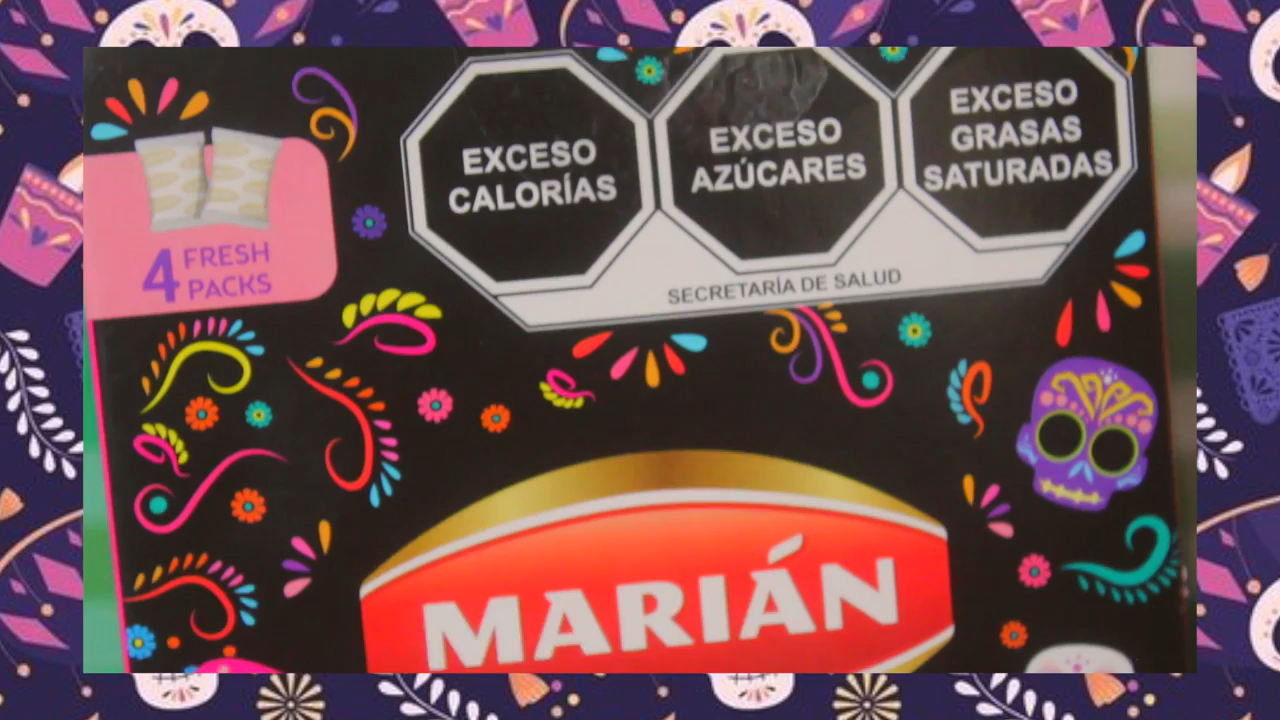 EXCESO
CALORÍAS
EXCESO
AZÚCARES
EXCESO
GRASAS
SATURADAS
SECRETARÍA DE SALUD
4 FRESH
PACKS
MARIÁN